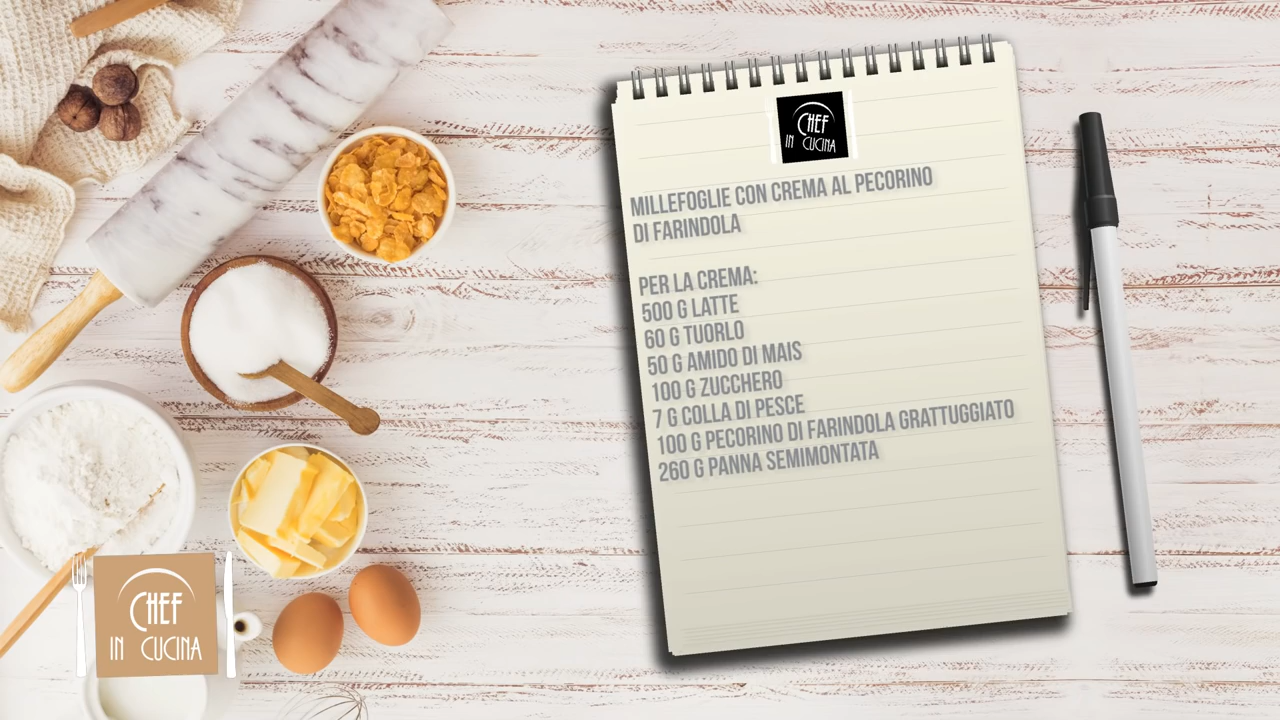 CHEF
IN CUCINA
MILLEFOGLIE CON CREMA AL PECORINO
DI FARINDOLA
PER LA CREMA:
500 G LATTE
60 G TUORLO
50 G AMIDO DI MAIS
100 G ZUCCHERO
7 G COLLA DI PESCE
100 G PECORINO DI FARINDOLA GRATTUGGIATO
260 G PANNA SEMIMONTATA
CHEF
IN CUCINA